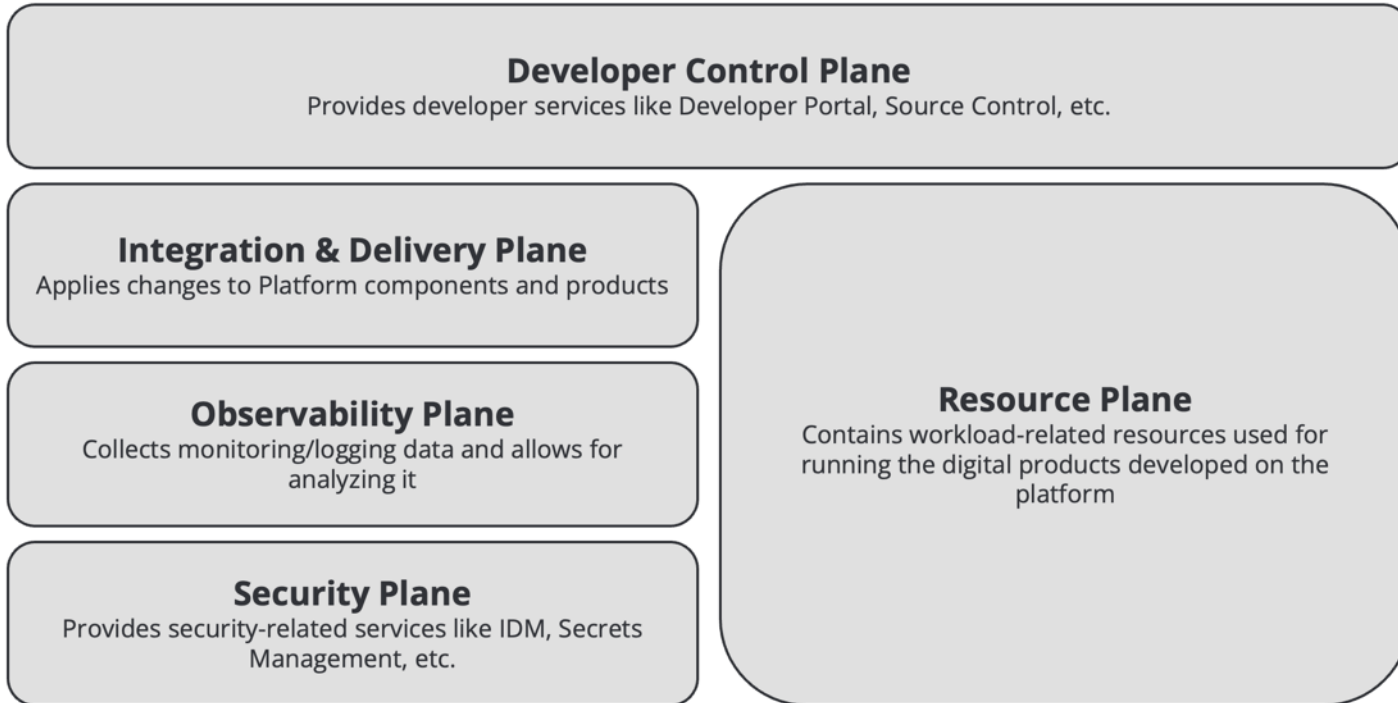 Developer Control Plane
Provides developer services like Developer Portal, Source Control, etc.
Integration & Delivery Plane
Applies changes to Platform components and products
Observability Plane
Collects monitoring/logging data and allows for
analyzing it
Security Plane
Provides security-related services like IDM, Secrets
Management, etc.
Resource Plane
Contains workload-related resources used for
running the digital products developed on the
platform